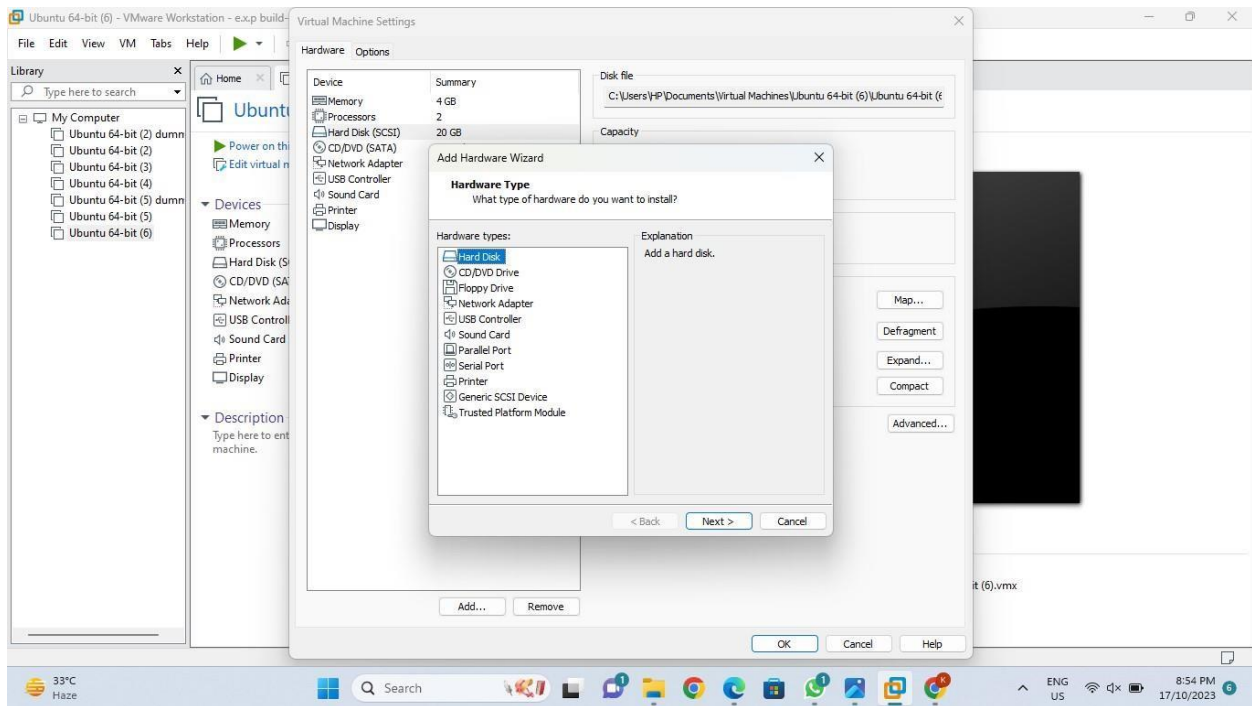 Ubuntu 64-bit (6) - VMware Workstation - e.x.p build-
File Edit View VM Tabs Help
Library
Type here to search
My Computer
Ubuntu 64-bit (2) dumm
Ubuntu 64-bit (2)
Ubuntu 64-bit (3)
Ubuntu 64-bit (4)
Ubuntu 64-bit (5) dumm
Ubuntu 64-bit (5)
Ubuntu 64-bit (6)
Home
Ubuntu
Power on thi
Edit virtual m
Devices
Memory
Processors
Hard Disk (S
CD/DVD (SA
Network Ada
USB Controll
Sound Card
Printer
Display
Description
Type here to ent
machine.
Virtual Machine Settings
Hardware Options
Device Summary
Memory 4 GB
Processors 2
Hard Disk (SCSI) 20 GB
CD/DVD (SATA)
Network Adapter
USB Controller
Sound Card
Printer
Display
Add... Remove
Disk file
C:\Users\HP\Documents\Virtual Machines\Ubuntu 64-bit (6)\Ubuntu 64-bit (6
Capacity
Map...
Defragment
Expand...
Compact
Advanced...
OK Cancel Help
Add Hardware Wizard
Hardware Type
What type of hardware do you want to install?
Hardware types:
Hard Disk
CD/DVD Drive
Floppy Drive
Network Adapter
USB Controller
Sound Card
Parallel Port
Serial Port
Printer
Generic SCSI Device
Trusted Platform Module
Explanation
Add a hard disk.
< Back Next > Cancel
it (6).vmx
33°C
Haze
Search
ENG
US
8:54 PM
17/10/2023
6